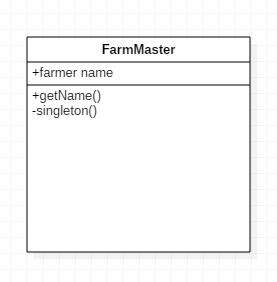 FarmMaster
+farmer name
+getName()
-singleton()